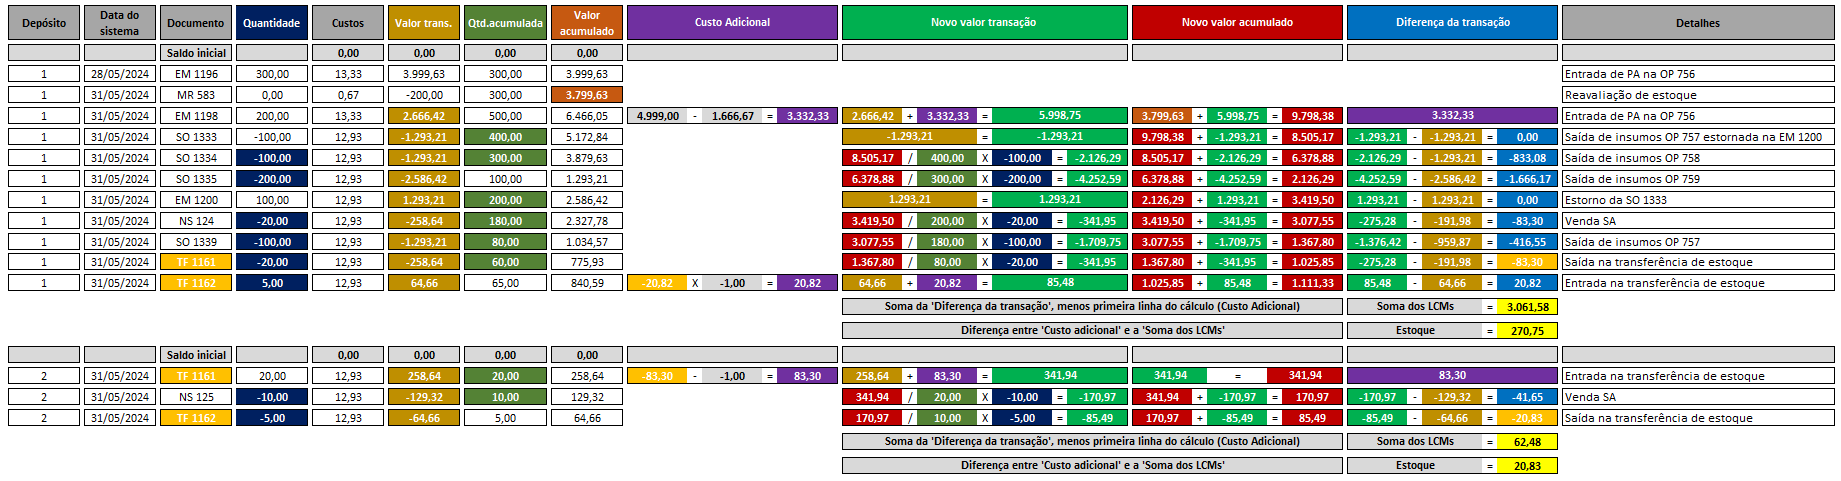 Depósito Data do sistema Documento Quantidade Custos Valor trans. Qtd.acumulada Valor acumulado Custo Adicional Novo valor transação Novo valor acumulado Diferença da transação Detalhes
Saldo inicial 0,00 0,00 0,00 0,00
1 28/05/2024 EM 1196 300,00 13,33 3.999,63 300,00 3.999,63 Entrada de PA na OP 756
1 31/05/2024 MR 583 0,00 0,67 -200,00 300,00 3.799,63 Reavaliação de estoque
1 31/05/2024 EM 1198 200,00 13,33 2.666,42 500,00 6.466,05 4.999,00 - 1.666,67 = 3.332,33 2.666,42 + 3.332,33 = 5.998,75 3.799,63 + 5.998,75 = 9.798,38 3.332,33 Entrada de PA na OP 756
1 31/05/2024 SO 1333 -100,00 12,93 -1.293,21 400,00 5.172,84 -1.293,21 = -1.293,21 9.798,38 + -1.293,21 = 8.505,17 -1.293,21 - -1.293,21 = 0,00 Saída de insumos OP 757 estornada na EM 1200
1 31/05/2024 SO 1334 -100,00 12,93 -1.293,21 300,00 3.879,63 8.505,17 / 400,00 X -100,00 = -2.126,29 8.505,17 + -2.126,29 = 6.378,88 -2.126,29 - -1.293,21 = -833,08 Saída de insumos OP 758
1 31/05/2024 SO 1335 -200,00 12,93 -2.586,42 100,00 1.293,21 6.378,88 / 300,00 X -200,00 = -4.252,59 6.378,88 + -4.252,59 = 2.126,29 -4.252,59 - -2.586,42 = -1.666,17 Saída de insumos OP 759
1 31/05/2024 EM 1200 100,00 12,93 1.293,21 200,00 2.586,42 1.293,21 = 1.293,21 2.126,29 + 1.293,21 = 3.419,50 1.293,21 - 1.293,21 = 0,00 Estorno da SO 1333
1 31/05/2024 NS 124 -20,00 12,93 -258,64 180,00 2.327,78 3.419,50 / 200,00 X -20,00 = -341,95 3.419,50 + -341,95 = 3.077,55 -275,28 - -191,98 = -83,30 Venda SA
1 31/05/2024 SO 1339 -100,00 12,93 -1.293,21 80,00 1.034,57 3.077,55 / 180,00 X -100,00 = -1.709,75 3.077,55 + -1.709,75 = 1.367,80 -1.376,42 - -959,87 = -416,55 Saída de insumos OP 757
1 31/05/2024 TF 1161 -20,00 12,93 -258,64 60,00 775,93 1.367,80 / 80,00 X -20,00 = -341,95 1.367,80 + -341,95 = 1.025,85 -275,28 - -191,98 = -83,30 Saída na transferência de estoque
1 31/05/2024 TF 1162 5,00 12,93 64,66 65,00 840,59 -20,82 X -1,00 = 20,82 64,66 + 20,82 = 85,48 1.025,85 + 85,48 = 1.111,33 85,48 - 64,66 = 20,82 Entrada na transferência de estoque
Soma da 'Diferença da transação', menos primeira linha do cálculo (Custo Adicional) Soma dos LCMs = 3.061,58
Diferença entre 'Custo adicional' e a 'Soma dos LCMs' Estoque = 270,75
Saldo inicial 0,00 0,00 0,00 0,00
2 31/05/2024 TF 1161 20,00 12,93 258,64 20,00 258,64 -83,30 - -1,00 = 83,30 258,64 + 83,30 = 341,94 341,94 = 341,94 83,30 Entrada na transferência de estoque
2 31/05/2024 NS 125 -10,00 12,93 -129,32 10,00 129,32 341,94 / 20,00 X -10,00 = -170,97 341,94 + -170,97 = 170,97 -170,97 - -129,32 = -41,65 Venda SA
2 31/05/2024 TF 1162 -5,00 12,93 -64,66 5,00 64,66 170,97 / 10,00 X -5,00 = -85,49 170,97 + -85,49 = 85,49 -85,49 - -64,66 = -20,83 Saída na transferência de estoque
Soma da 'Diferença da transação', menos primeira linha do cálculo (Custo Adicional) Soma dos LCMs = 62,48
Diferença entre 'Custo adicional' e a 'Soma dos LCMs' Estoque = 20,83